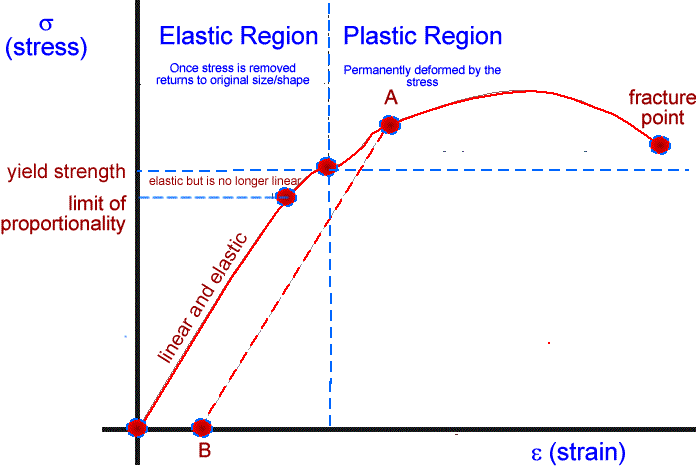 σ
(stress)
Elastic Region
Once stress is removed
returns to original size/shape
Plastic Region
Permanently deformed by the
stress
A
fracture
point
yield strength
elastic but is no longer linear
limit of
proportionality
linear and elastic
B
ε (strain)